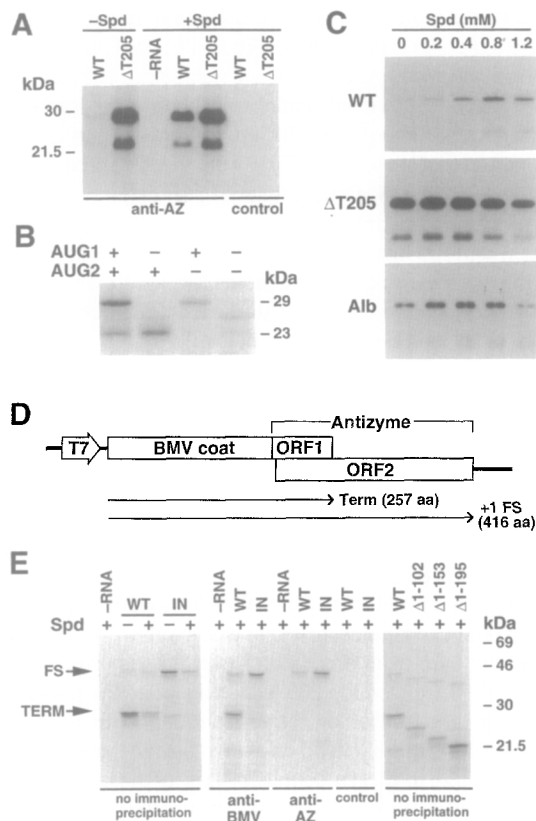 A
–Spd +Spd
WT
ΔT205
–RNA
WT
ΔT205
WT
ΔT205
kDa
30 –
21.5 –
anti-AZ control
B
AUG1 + – + –
AUG2 + + – –
kDa
– 29
– 23
C
Spd (mM)
0 0.2 0.4 0.8 1.2
WT
ΔT205
Alb
D
Antizyme
T7 BMV coat ORF1
ORF2
Term (257 aa)
+1 FS
(416 aa)
E
–RNA
WT IN
–RNA
WT
IN
–RNA
WT
IN
WT
IN
WT
Δ1–102
Δ1–153
Δ1–195
Spd + – + – + + + + + + + + + + + + +
kDa
– 69
FS – 46
TERM – 30
– 21.5
no immuno-
precipitation
anti-
BMV
anti-
AZ
control
no immuno-
precipitation